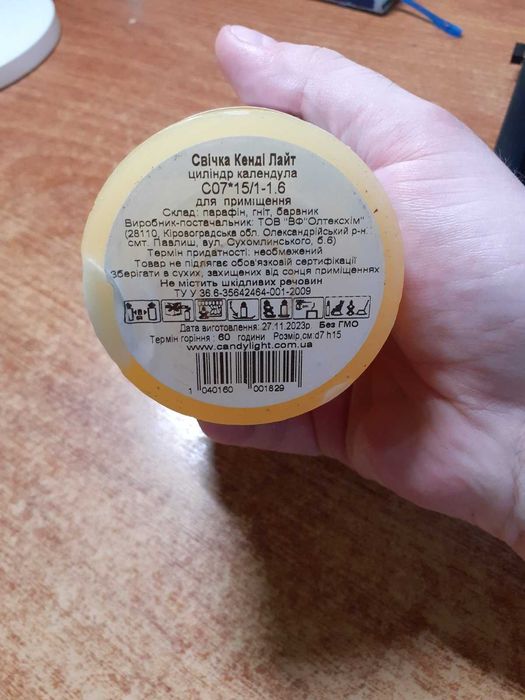 Свічка Кенді Лайт
циліндр календула
С07*15/1-1.6
для приміщення
Склад: парафін, гніт, барвник
Виробник-постачальник: ТОВ "ВФ"Олтексхім"
(28110, Кіровоградська обл. Олександрійський р-н.
смт. Павлиш, вул. Сухомлинського, б.6)
Термін придатності: необмежений
Товар не підлягає обов'язковій сертифікації
Зберігати в сухих, захищених від сонця приміщеннях
Не містить шкідливих речовин
ТУ У 36.6-35642464-001-2009
Дата виготовлення: 27.11.2023р Без ГМО
Термін горіння : 60 години Розмір,см:d7 h15
www.candylight.com.ua
1 040160 001829